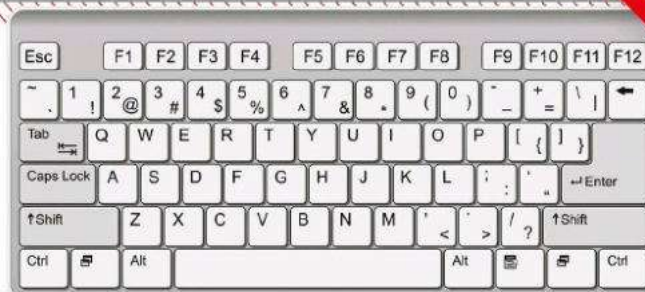 Esc F1 F2 F3 F4 F5 F6 F7 F8 F9 F10 F11 F12
~ . 1 ! 2 @ 3 # 4 $ 5 % 6 ^ 7 & 8 * 9 ( 0 ) - _ + = \ |
Tab Q W E R T Y U I O P [ { ] }
Caps Lock A S D F G H J K L ; : ' " Enter
Shift Z X C V B N M ' < > / ? Shift
Ctrl Alt Alt Ctrl